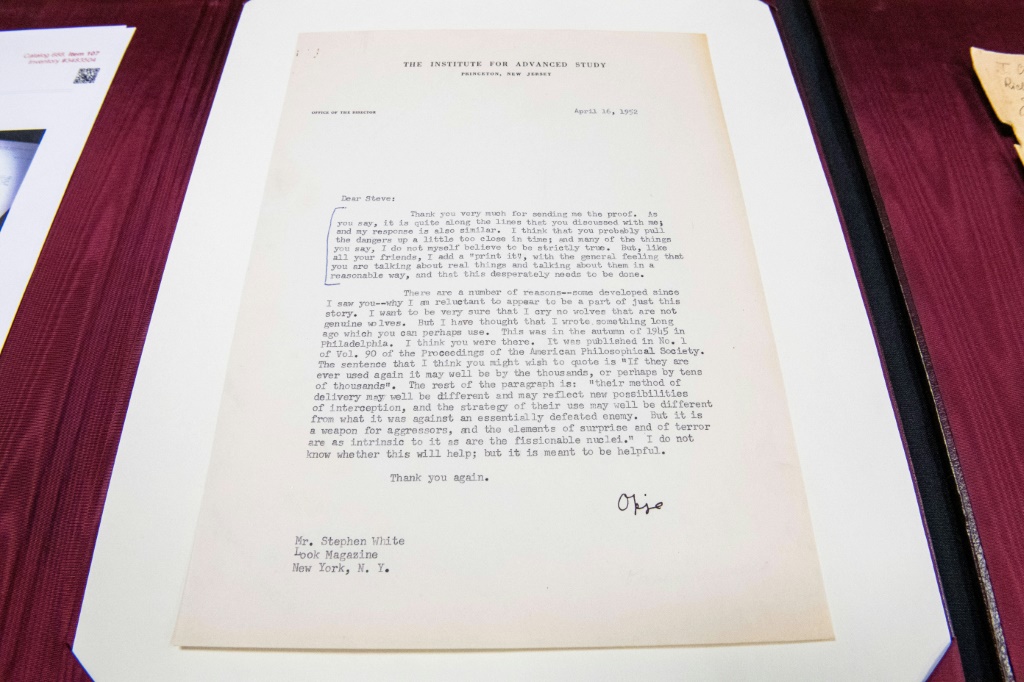 Catalog 999, Item 107
Inventory #0483504
THE INSTITUTE FOR ADVANCED STUDY
PRINCETON, NEW JERSEY
OFFICE OF THE DIRECTOR
April 16, 1952
Dear Steve:
Thank you very much for sending me the proof. As
you say, it is quite along the lines that you discussed with me;
and my response is also similar. I think that you probably pull
the dangers up a little too close in time; and many of the things
you say, I do not myself believe to be strictly true. But, like
all your friends, I add a "print it", with the general feeling that
you are talking about real things and talking about them in a
reasonable way, and that this desperately needs to be done.
There are a number of reasons--some developed since
I saw you--why I am reluctant to appear to be a part of just this
story. I want to be very sure that I cry no wolves that are not
genuine wolves. But I have thought that I wrote something long
ago which you can perhaps use. This was in the autumn of 1945 in
Philadelphia. I think you were there. It was published in No. 1
of Vol. 90 of the Proceedings of the American Philosophical Society.
The sentence that I think you might wish to quote is "If they are
ever used again it may well be by the thousands, or perhaps by tens
of thousands". The rest of the paragraph is: "their method of
delivery may well be different and may reflect new possibilities
of interception, and the strategy of their use may well be different
from what it was against an essentially defeated enemy. But it is
a weapon for aggressors, and the elements of surprise and of terror
are as intrinsic to it as are the fissionable nuclei." I do not
know whether this will help; but it is meant to be helpful.
Thank you again.
Opje
Mr. Stephen White
Look Magazine
New York, N. Y.